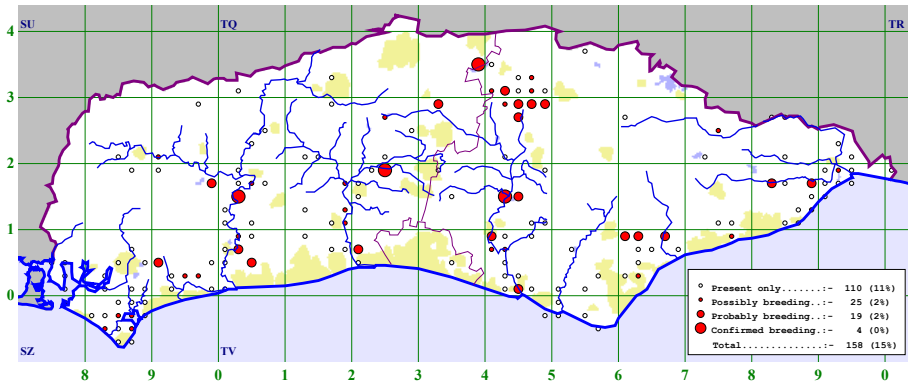 SU TQ TR
4
3
2
1
0
Present only......:- 110 (11%)
Possibly breeding..:- 25 (2%)
Probably breeding..:- 19 (2%)
Confirmed breeding.:- 4 (0%)
Total.............:- 158 (15%)
SZ TV
8 9 0 1 2 3 4 5 6 7 8 9 0